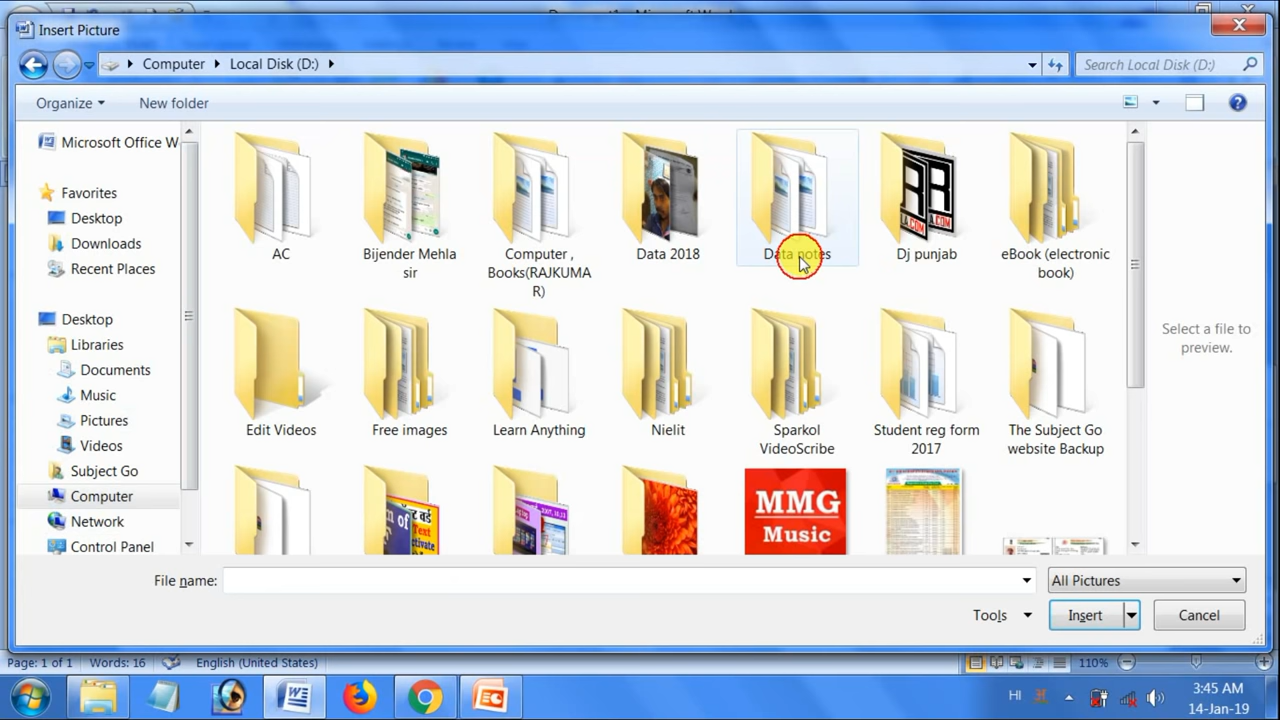 Insert Picture
Computer Local Disk (D:)
Search Local Disk (D:)
Organize New folder
Microsoft Office W
Favorites
Desktop
Downloads
Recent Places
Desktop
Libraries
Documents
Music
Pictures
Videos
Subject Go
Computer
Network
Control Panel
AC
Bijender Mehla
sir
Computer ,
Books(RAJKUMA
R)
Data 2018
Data notes
Dj punjab
eBook (electronic
book)
Edit Videos
Free images
Learn Anything
Nielit
Sparkol
VideoScribe
Student reg form
2017
The Subject Go
website Backup
MMG
Music
Select a file to
preview.
File name:
All Pictures
Tools Insert Cancel
Page: 1 of 1 Words: 16 English (United States) 110%
HI 3:45 AM
14-Jan-19